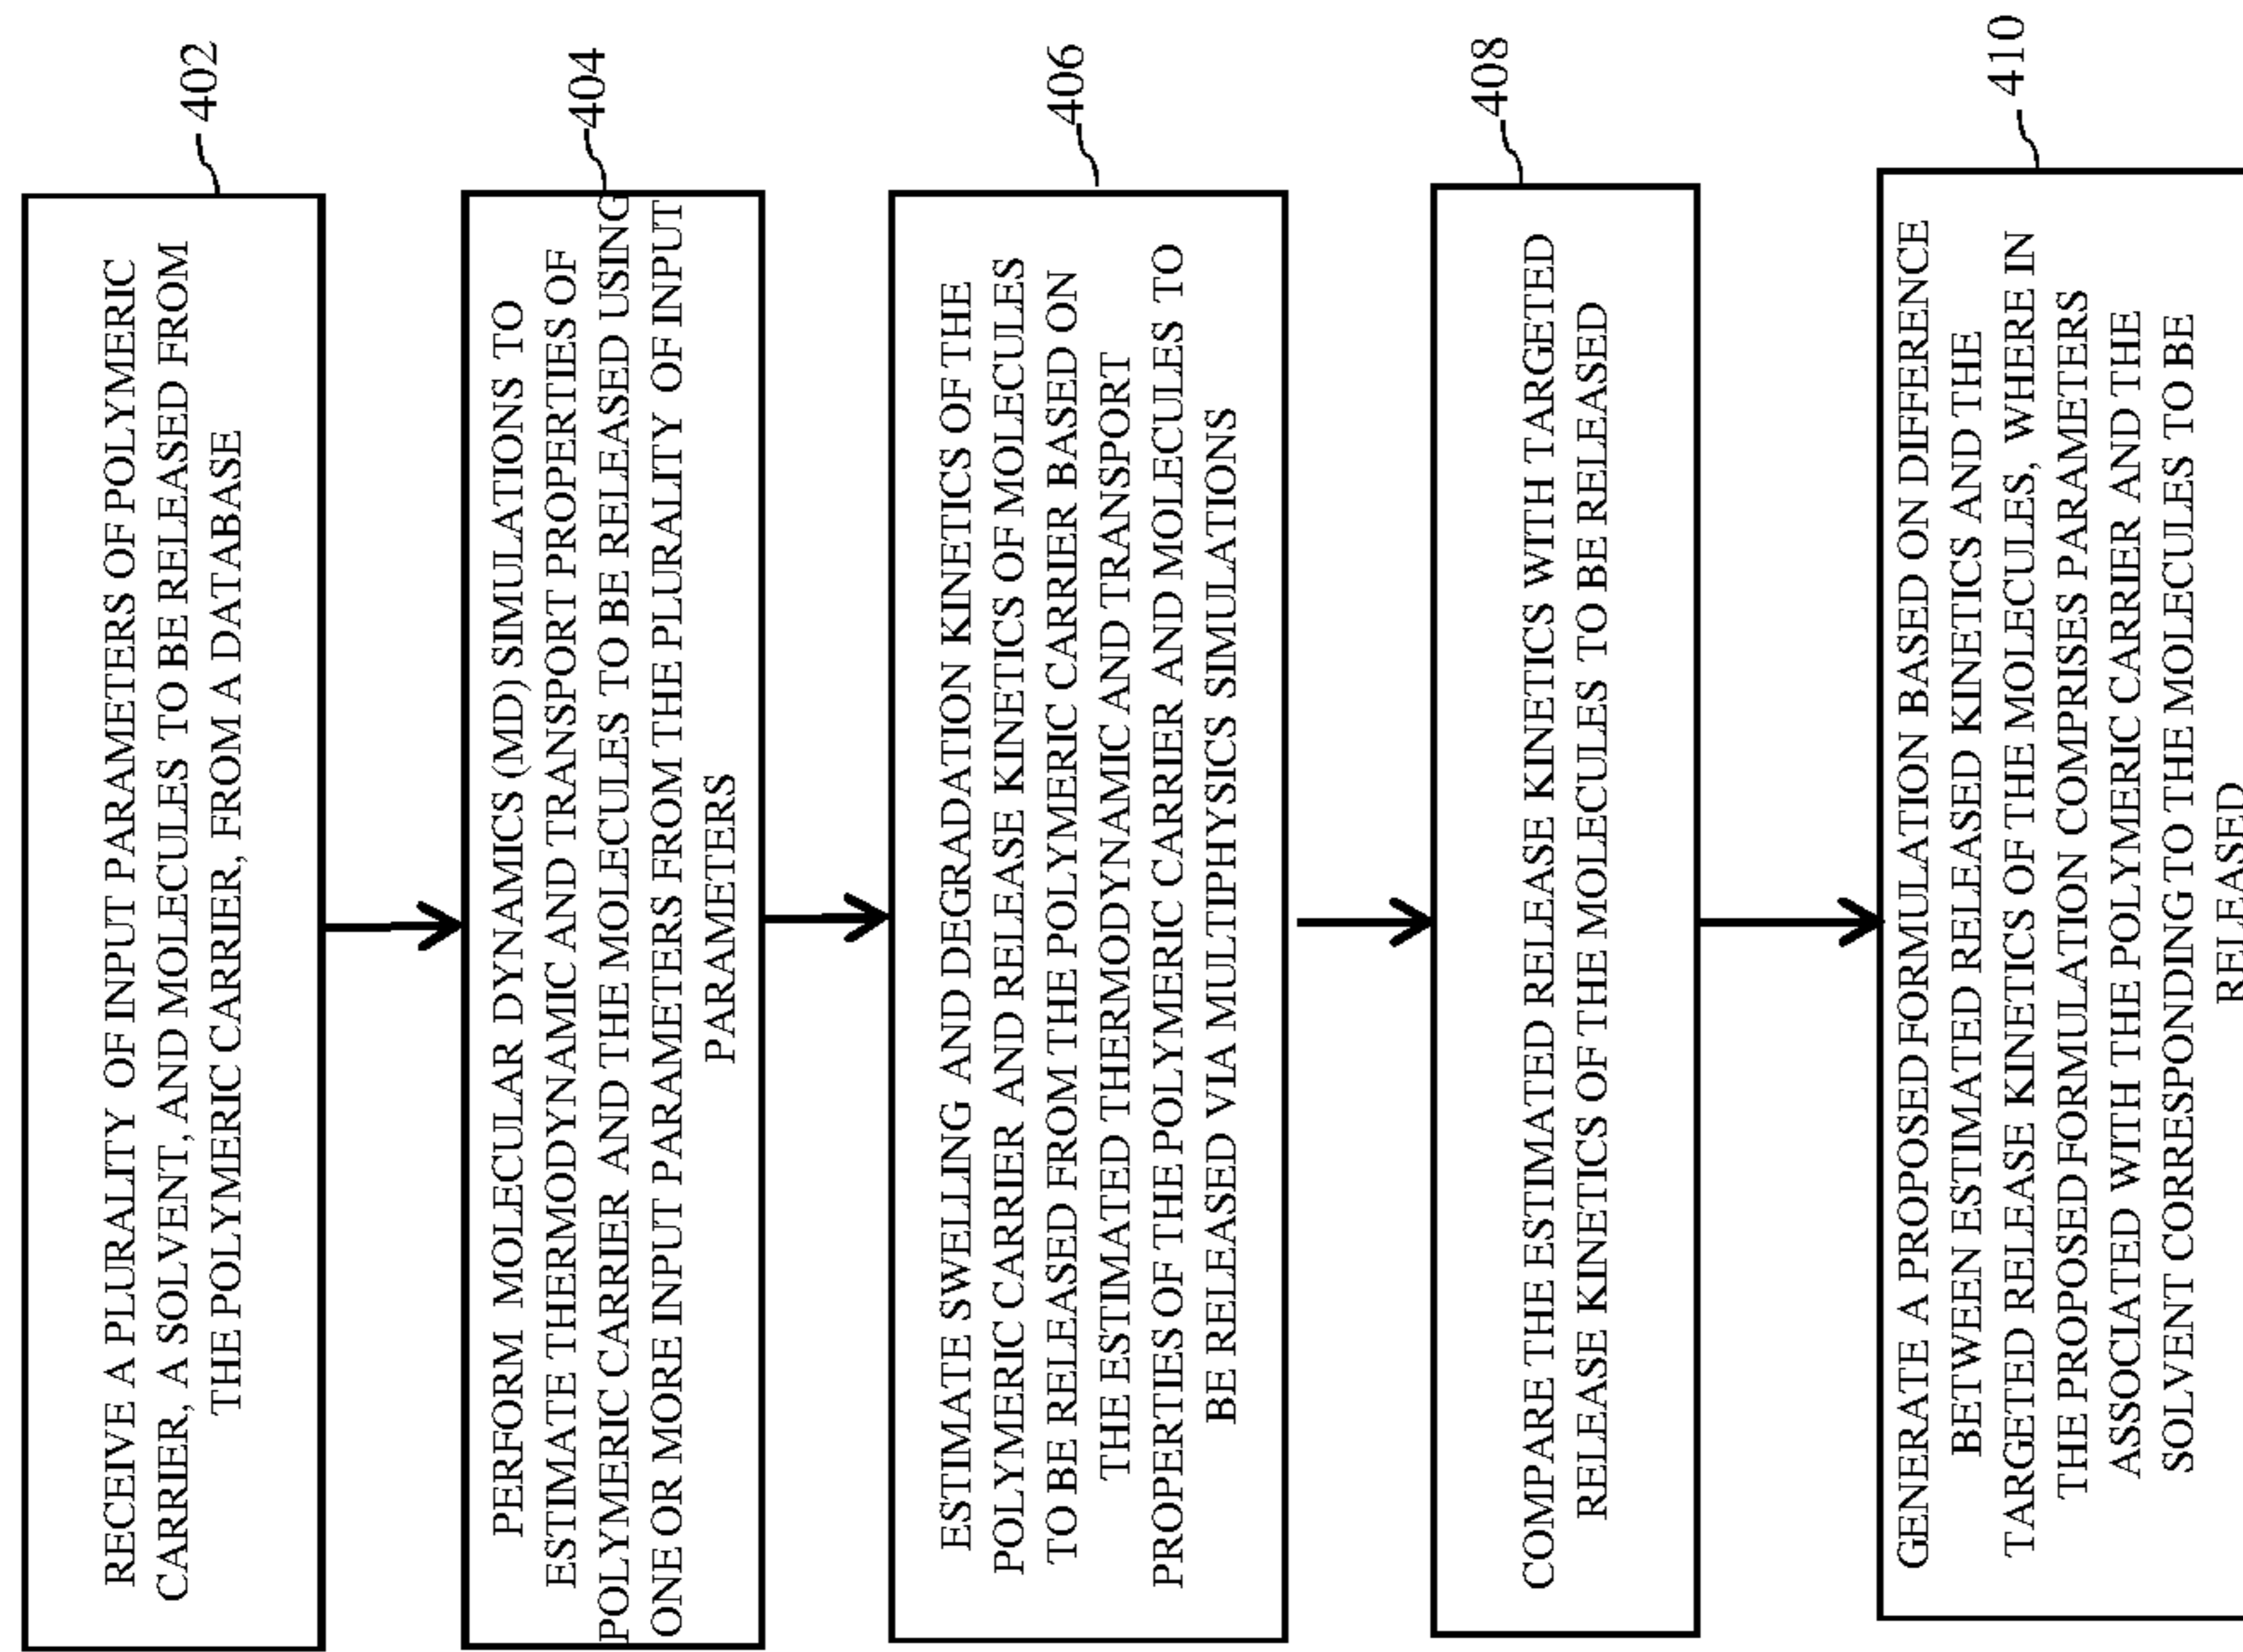 402
RECEIVE A PLURALITY OF INPUT PARAMETERS OF POLYMERIC
CARRIER, A SOLVENT, AND MOLECULES TO BE RELEASED FROM
THE POLYMERIC CARRIER, FROM A DATABASE
404
PERFORM MOLECULAR DYNAMICS (MD) SIMULATIONS TO
ESTIMATE THERMODYNAMIC AND TRANSPORT PROPERTIES OF
POLYMERIC CARRIER AND THE MOLECULES TO BE RELEASED USING
ONE OR MORE INPUT PARAMETERS FROM THE PLURALITY OF INPUT
PARAMETERS
406
ESTIMATE SWELLING AND DEGRADATION KINETICS OF THE
POLYMERIC CARRIER AND RELEASE KINETICS OF MOLECULES
TO BE RELEASED FROM THE POLYMERIC CARRIER BASED ON
THE ESTIMATED THERMODYNAMIC AND TRANSPORT
PROPERTIES OF THE POLYMERIC CARRIER AND MOLECULES TO
BE RELEASED VIA MULTIPHYSICS SIMULATIONS
408
COMPARE THE ESTIMATED RELEASE KINETICS WITH TARGETED
RELEASE KINETICS OF THE MOLECULES TO BE RELEASED
410
GENERATE A PROPOSED FORMULATION BASED ON DIFFERENCE
BETWEEN ESTIMATED RELEASED KINETICS AND THE
TARGETED RELEASE KINETICS OF THE MOLECULES, WHERE IN
THE PROPOSED FORMULATION COMPRISES PARAMETERS
ASSOCIATED WITH THE POLYMERIC CARRIER AND THE
SOLVENT CORRESPONDING TO THE MOLECULES TO BE
RELEASED